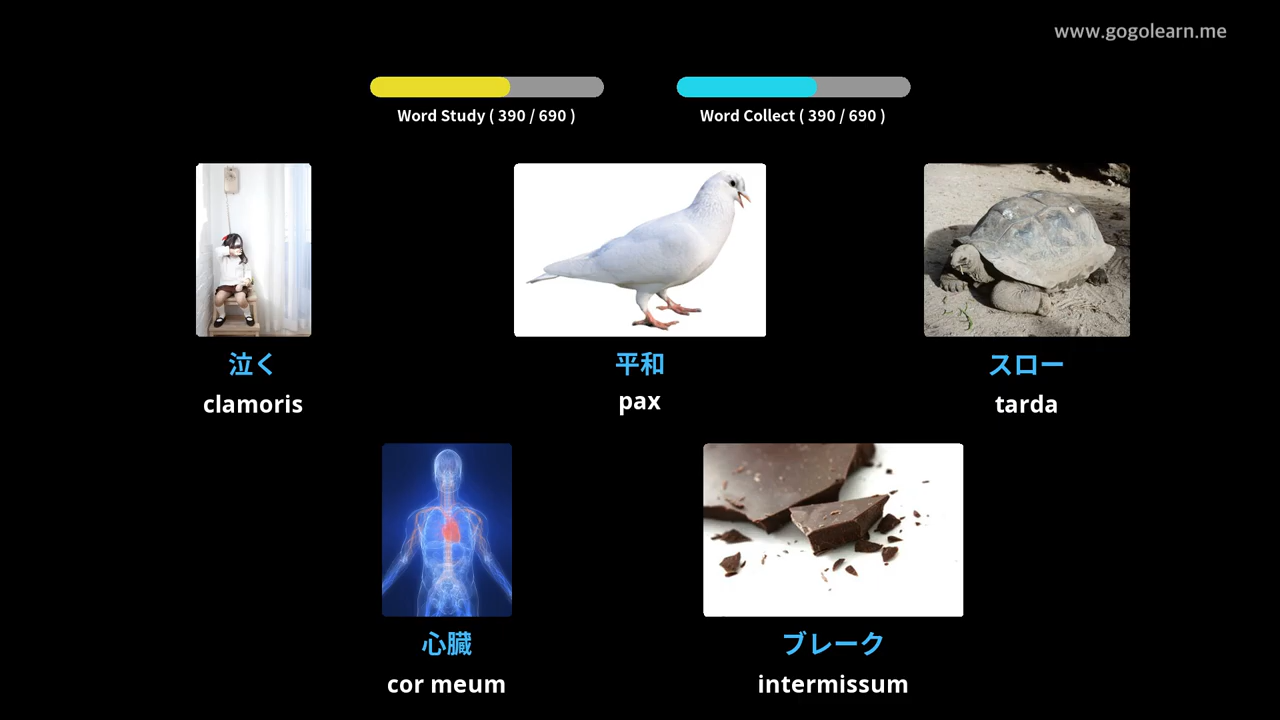 www.gogolearn.me
Word Study ( 390 / 690 )
Word Collect ( 390 / 690 )
泣く
clamoris
平和
pax
スロー
tarda
心臓
cor meum
ブレーク
intermissum